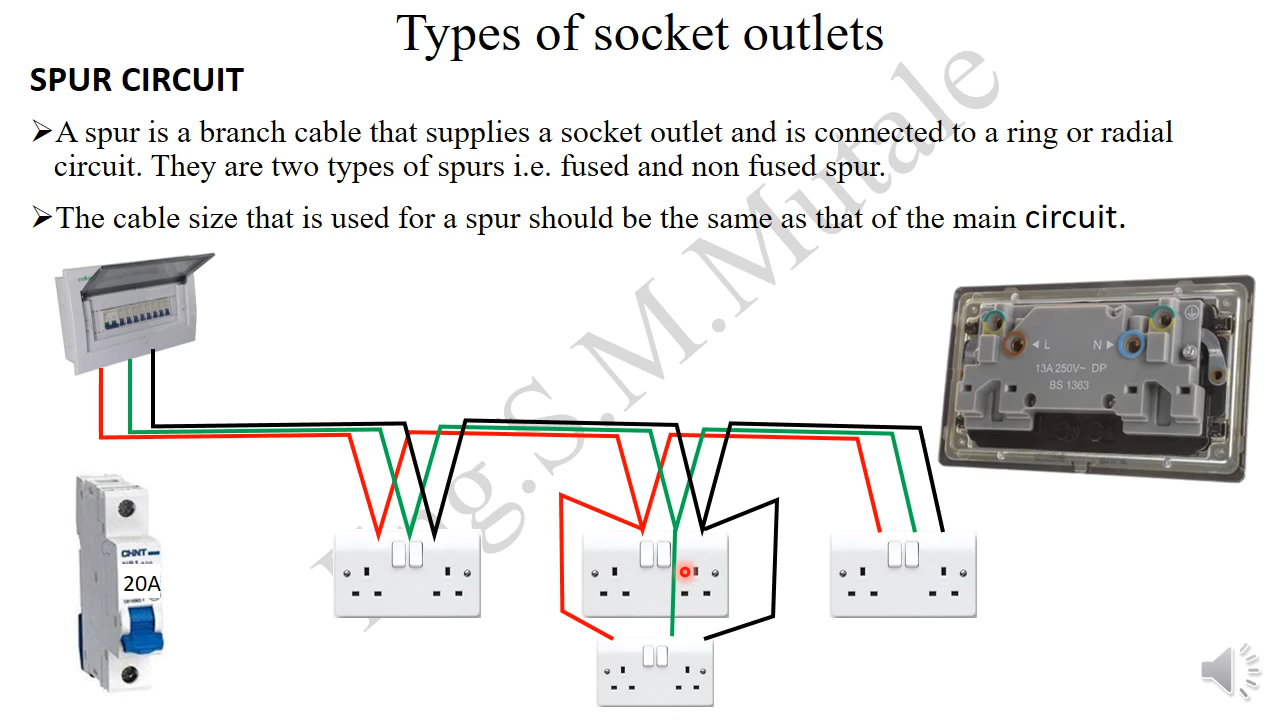 Types of socket outlets
SPUR CIRCUIT
➢A spur is a branch cable that supplies a socket outlet and is connected to a ring or radial
circuit. They are two types of spurs i.e. fused and non fused spur.
➢The cable size that is used for a spur should be the same as that of the main circuit.
L N
13A 250V~ DP
BS 1363
CHNT
20A
g.S.M.Mutale